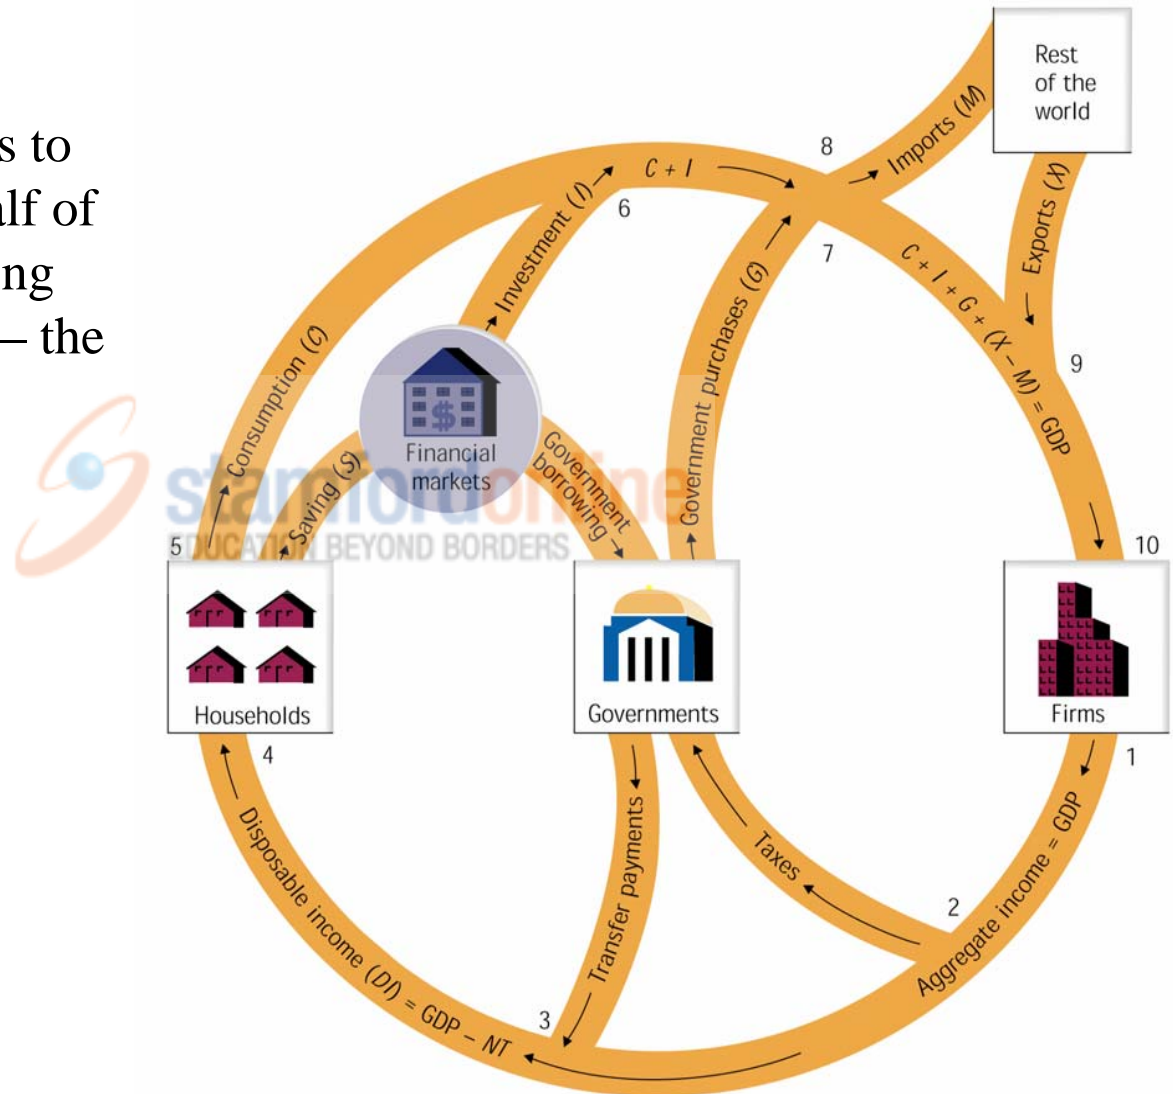 s to
alf of
ng
– the
Rest
of the
world
Imports (M)
Exports (X)
8
C + I
6
Investment (I)
7
Government purchases (G)
C + I + G + (X – M) = GDP
9
Consumption (C)
Saving (S)
Financial
markets
Government
borrowing
stamfordonline
EDUCATION BEYOND BORDERS
5
10
Households
Governments
Firms
4
1
Disposable income (DI) = GDP – NT
Transfer payments
Taxes
2
Aggregate income = GDP
3